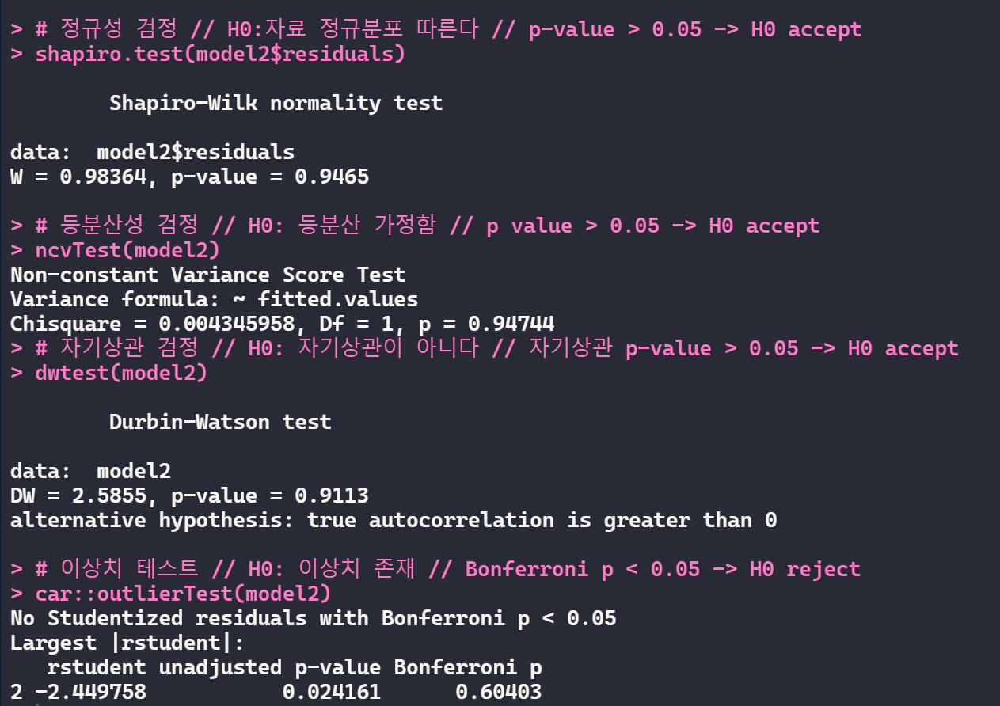 > # 정규성 검정 // H0:자료 정규분포 따른다 // p-value > 0.05 -> H0 accept
> shapiro.test(model2$residuals)
Shapiro-Wilk normality test
data:  model2$residuals
W = 0.98364, p-value = 0.9465
> # 등분산성 검정 // H0: 등분산 가정함 // p value > 0.05 -> H0 accept
> ncvTest(model2)
Non-constant Variance Score Test
Variance formula: ~ fitted.values
Chisquare = 0.004345958, Df = 1, p = 0.94744
> # 자기상관 검정 // H0: 자기상관이 아니다 // 자기상관 p-value > 0.05 -> H0 accept
> dwtest(model2)
Durbin-Watson test
data:  model2
DW = 2.5855, p-value = 0.9113
alternative hypothesis: true autocorrelation is greater than 0
> # 이상치 테스트 // H0: 이상치 존재 // Bonferroni p < 0.05 -> H0 reject
> car::outlierTest(model2)
No Studentized residuals with Bonferroni p < 0.05
Largest |rstudent|:
rstudent unadjusted p-value Bonferroni p
2 -2.449758           0.024161      0.60403